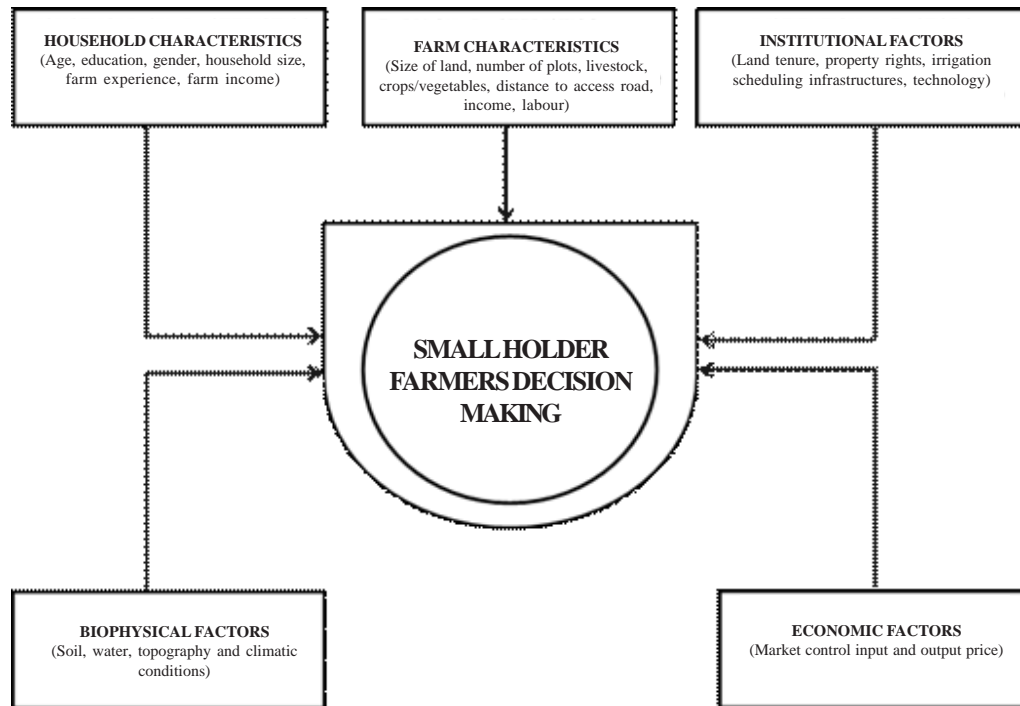 HOUSEHOLD CHARACTERISTICS
(Age, education, gender, household size,
farm experience, farm income)
FARM CHARACTERISTICS
(Size of land, number of plots, livestock,
crops/vegetables, distance to access road,
income, labour)
INSTITUTIONAL FACTORS
(Land tenure, property rights, irrigation
scheduling infrastructures, technology)
SMALL HOLDER
FARMERS DECISION
MAKING
BIOPHYSICAL FACTORS
(Soil, water, topography and climatic
conditions)
ECONOMIC FACTORS
(Market control input and output price)